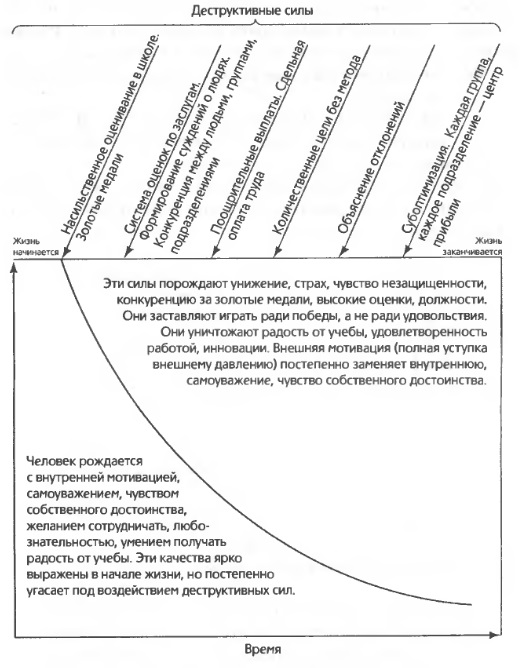 Деструктивные силы
Насильственное оценивание в школе.
Золотые медали
Система оценок по заслугам.
Формирование суждений о людях.
Конкуренция между людьми, группами,
подразделениями
Поощрительные выплаты. Сдельная
оплата труда
Количественные цели без метода
Объяснение отклонений
Субоптимизация. Каждая группа,
каждое подразделение — центр
прибыли
Жизнь
начинается
Жизнь
заканчивается
Эти силы порождают унижение, страх, чувство незащищенности,
конкуренцию за золотые медали, высокие оценки, должности.
Они заставляют играть ради победы, а не ради удовольствия.
Они уничтожают радость от учебы, удовлетворенность
работой, инновации. Внешняя мотивация (полная уступка
внешнему давлению) постепенно заменяет внутреннюю,
самоуважение, чувство собственного достоинства.
Человек рождается
с внутренней мотивацией,
самоуважением, чувством
собственного достоинства,
желанием сотрудничать, любо-
знательностью, умением получать
радость от учебы. Эти качества ярко
выражены в начале жизни, но постепенно
угасает под воздействием деструктивных сил.
Время